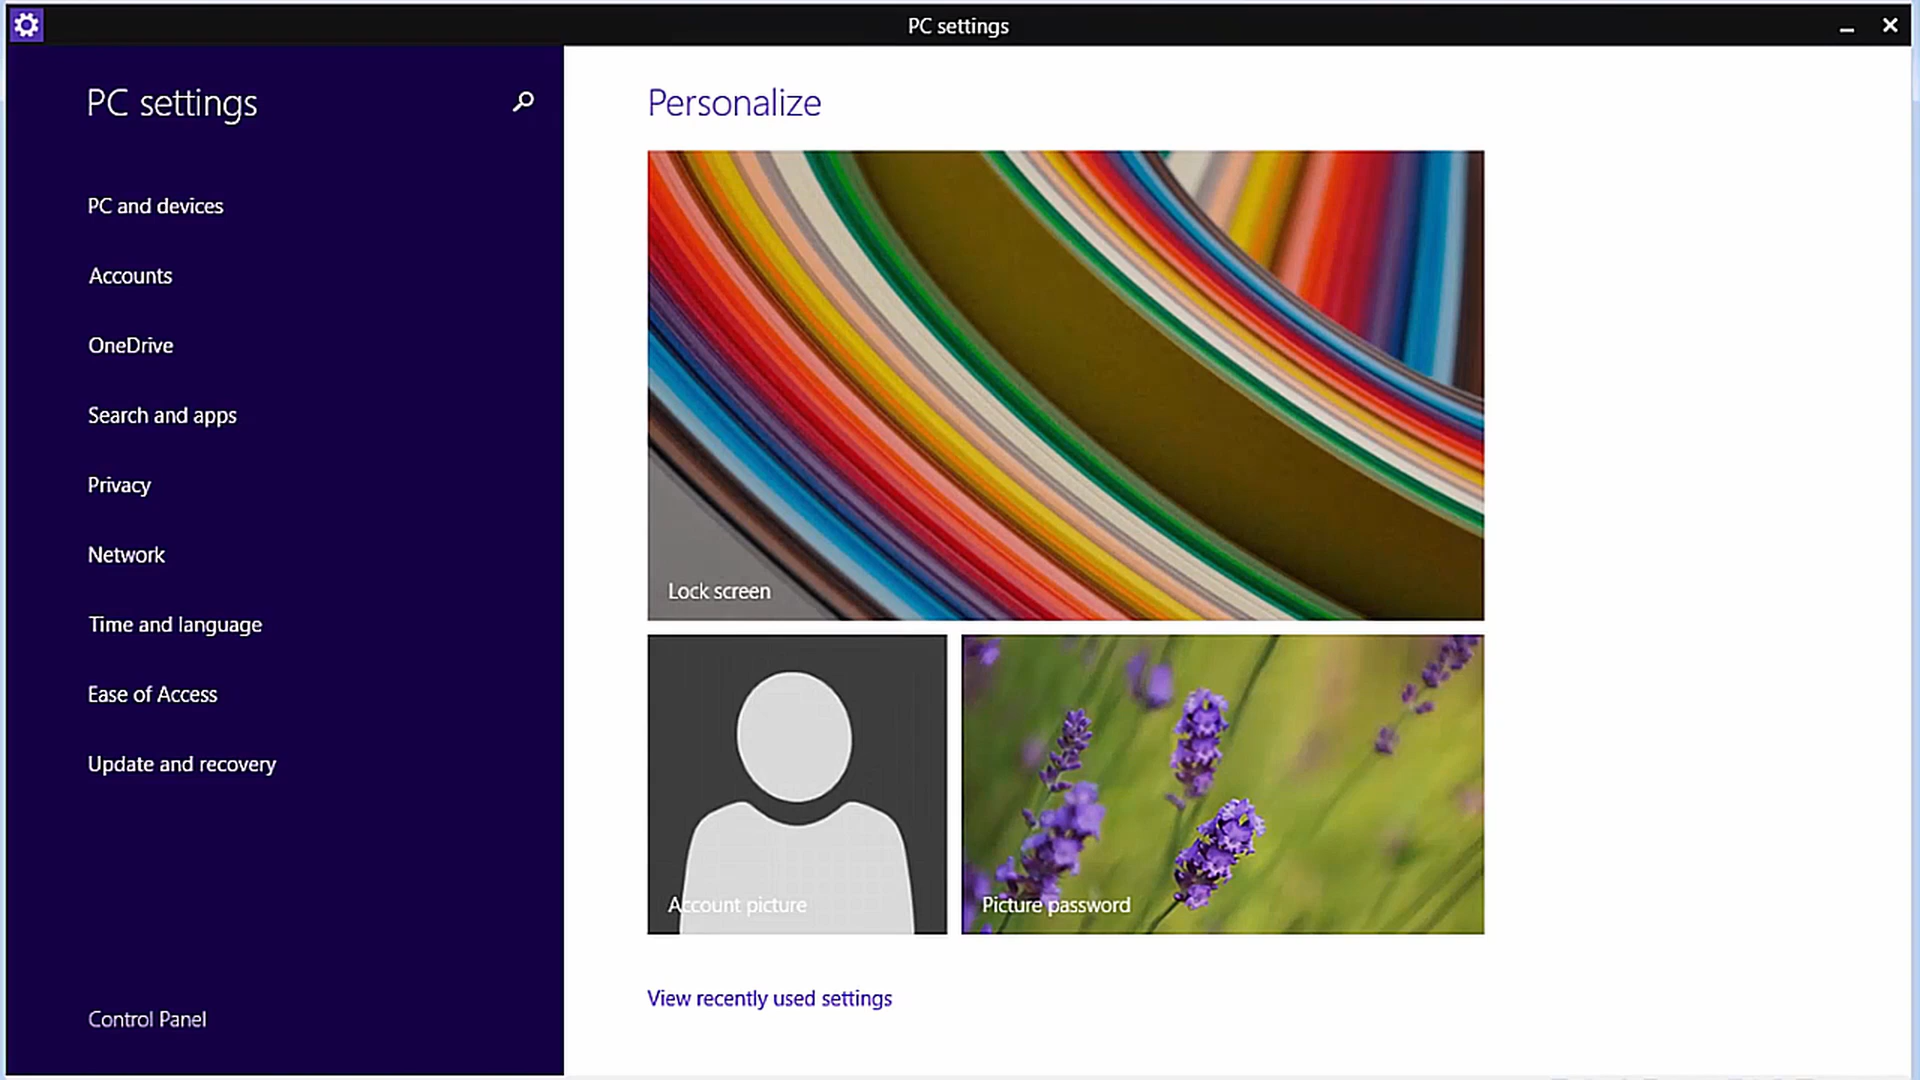 PC settings
PC settings
PC and devices
Accounts
OneDrive
Search and apps
Privacy
Network
Time and language
Ease of Access
Update and recovery
Control Panel
Personalize
Lock screen
Account picture
Picture password
View recently used settings